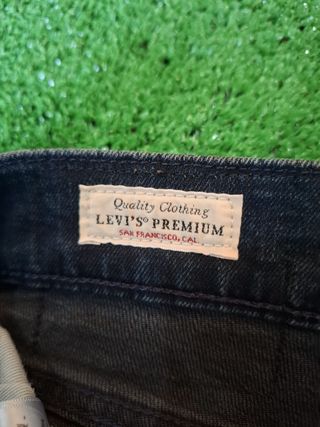 Quality Clothing
LEVI'S® PREMIUM
SAN FRANCISCO, CAL